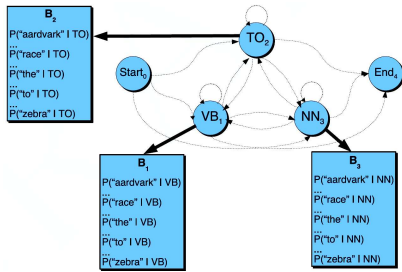 B2
P("aardvark" | TO)
...
P("race" | TO)
...
P("the" | TO)
...
P("to" | TO)
...
P("zebra" | TO)
TO2
Start0
End4
VB1
NN3
B1
P("aardvark" | VB)
...
P("race" | VB)
...
P("the" | VB)
...
P("to" | VB)
...
P("zebra" | VB)
B3
P("aardvark" | NN)
...
P("race" | NN)
...
P("the" | NN)
...
P("to" | NN)
...
P("zebra" | NN)